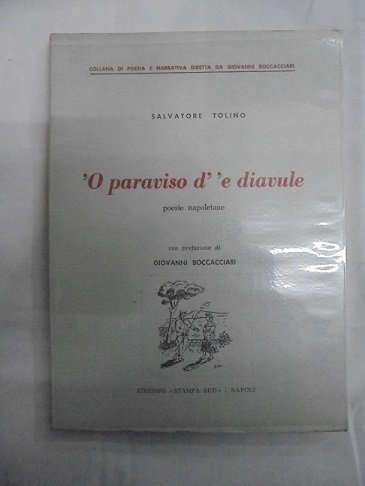 COLLANA DI POESIA E NARRATIVA DIRETTA DA GIOVANNI BOCCACCIARI
SALVATORE TOLINO
'O paraviso d' 'e diavule
poesie napoletane
con prefazione di
GIOVANNI BOCCACCIARI
EDIZIONI «STAMPA SUD» - NAPOLI